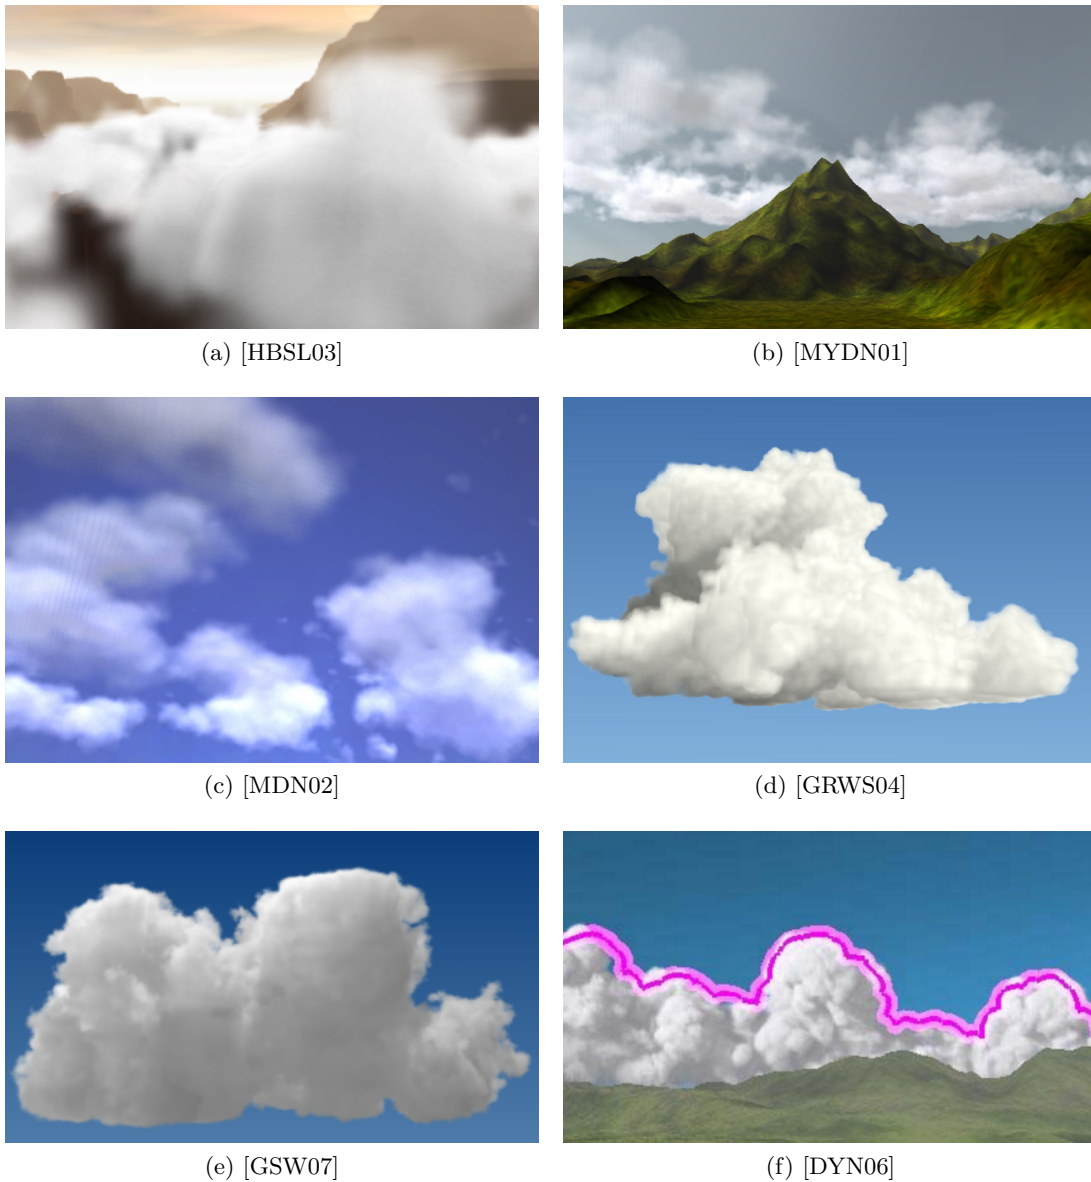 (a) [HBSL03]
(b) [MYDN01]
(c) [MDN02]
(d) [GRWS04]
(e) [GSW07]
(f) [DYN06]